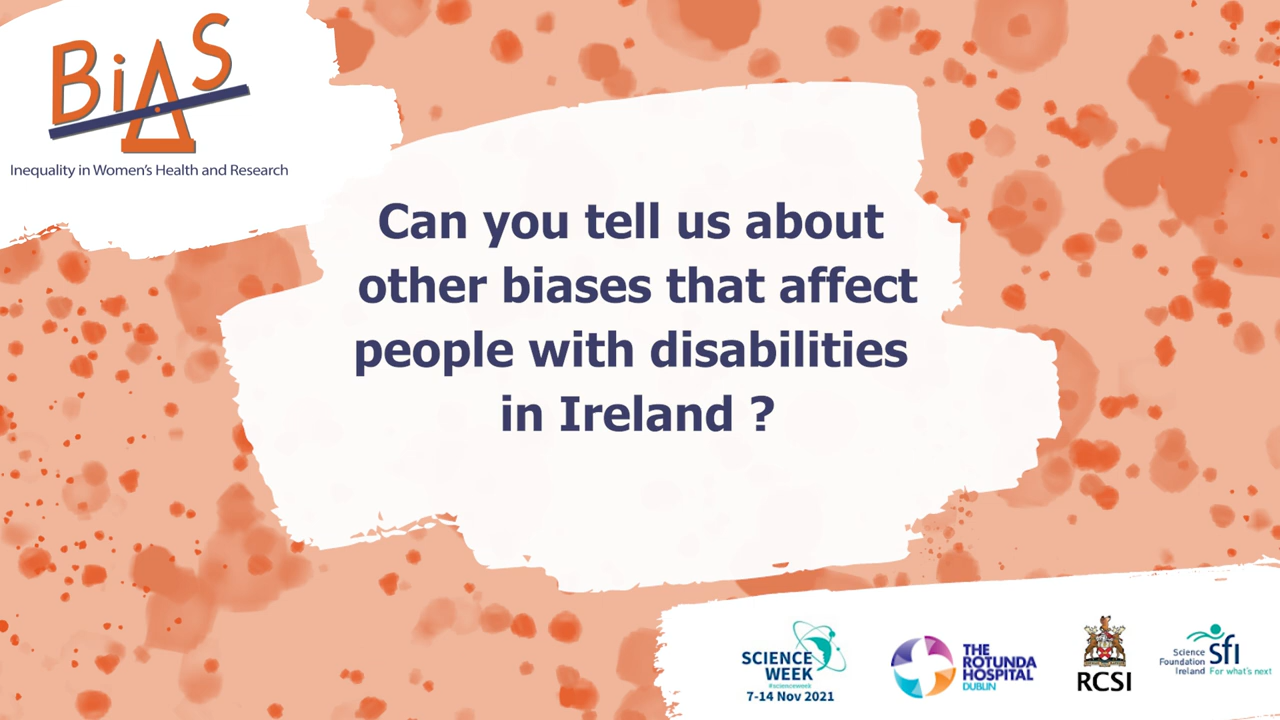 BiAS
Inequality in Women's Health and Research
Can you tell us about
other biases that affect
people with disabilities
in Ireland ?
SCIENCE
WEEK
#scienceweek
7-14 Nov 2021
THE
ROTUNDA
HOSPITAL
DUBLIN
RCSI
Science
Foundation
Ireland
sfi
For what's next